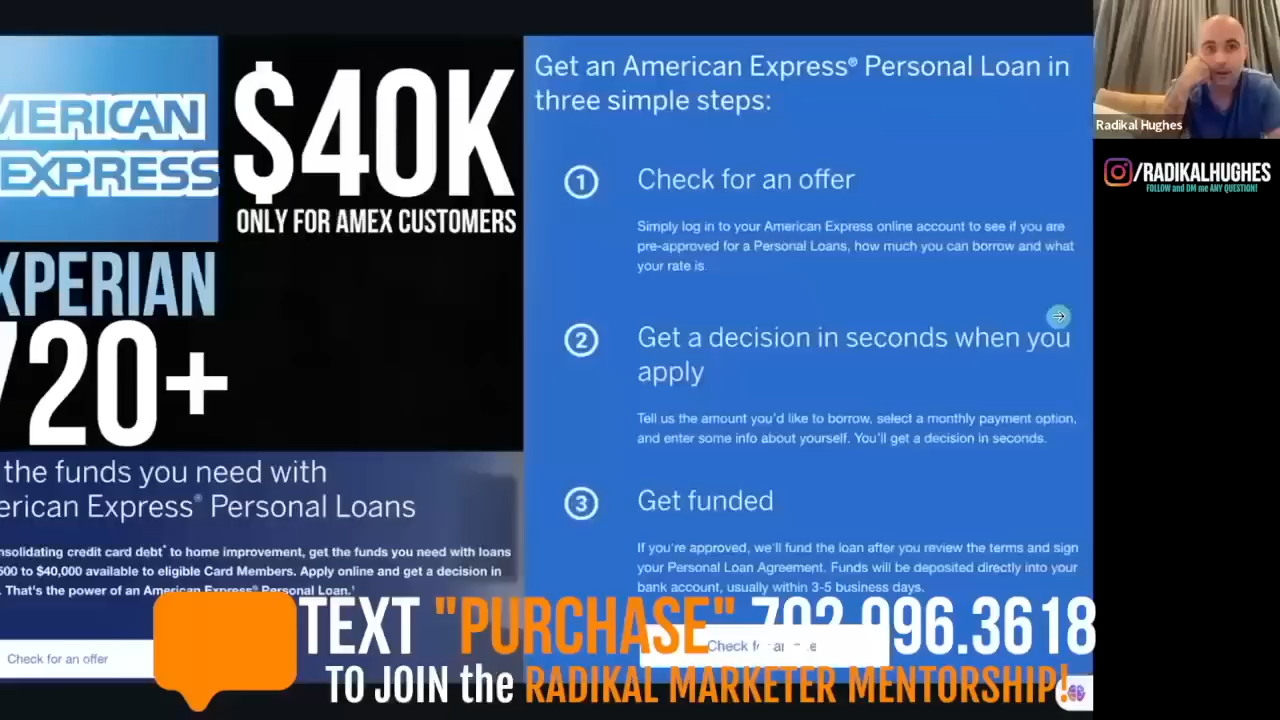 MERICAN
EXPRESS
$40K
ONLY FOR AMEX CUSTOMERS
XPERIAN
720+
the funds you need with
erican Express® Personal Loans
nsolidating credit card debt* to home improvement, get the funds you need with loans
500 to $40,000 available to eligible Card Members. Apply online and get a decision in
. That's the power of an American Express® Personal Loan.¹
Check for an offer
Get an American Express® Personal Loan in
three simple steps:
1
Check for an offer
Simply log in to your American Express online account to see if you are
pre-approved for a Personal Loans, how much you can borrow and what
your rate is.
2
Get a decision in seconds when you
apply
Tell us the amount you'd like to borrow, select a monthly payment option,
and enter some info about yourself. You'll get a decision in seconds.
3
Get funded
If you're approved, we'll fund the loan after you review the terms and sign
your Personal Loan Agreement. Funds will be deposited directly into your
bank account, usually within 3-5 business days.
Radikal Hughes
/RADIKALHUGHES
FOLLOW and DM me ANY QUESTION!
TEXT "PURCHASE" 702.996.3618
TO JOIN the RADIKAL MARKETER MENTORSHIP!